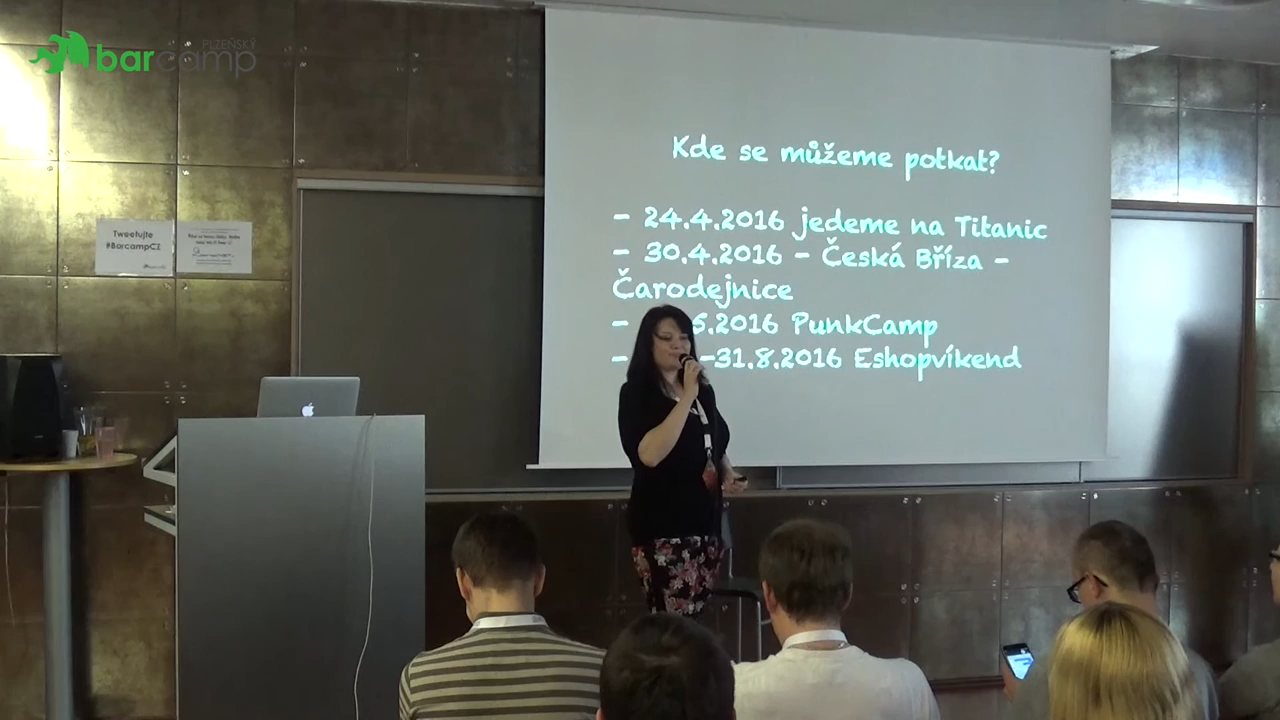 PLZEŇSKÝ
barcamp
Kde se můžeme potkat?
- 24.4.2016 jedeme na Titanic
- 30.4.2016 - Česká Bříza -
Čarodejnice
- 5.2016 PunkCamp
- -31.8.2016 Eshopvíkend
Tweetujte
#BarcampCZ